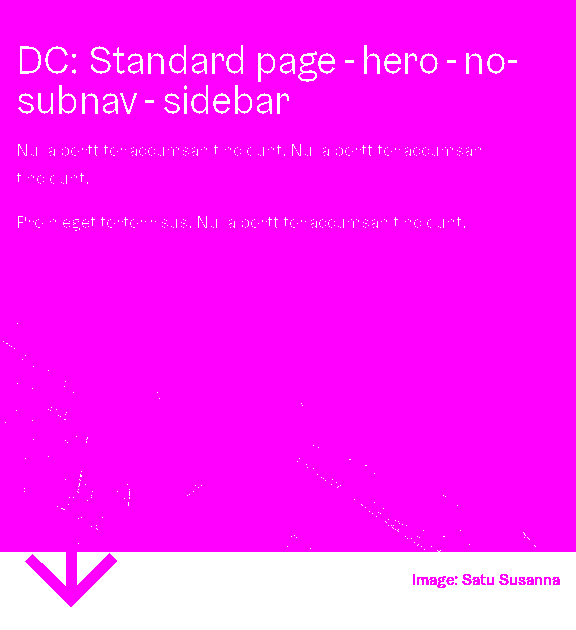 DC: Standard page - hero - no-
subnav - sidebar
Nulla porttitor accumsan tincidunt. Nulla porttitor accumsan
tincidunt.
Proin eget tortor risus. Nulla porttitor accumsan tincidunt.
Image: Satu Susanna